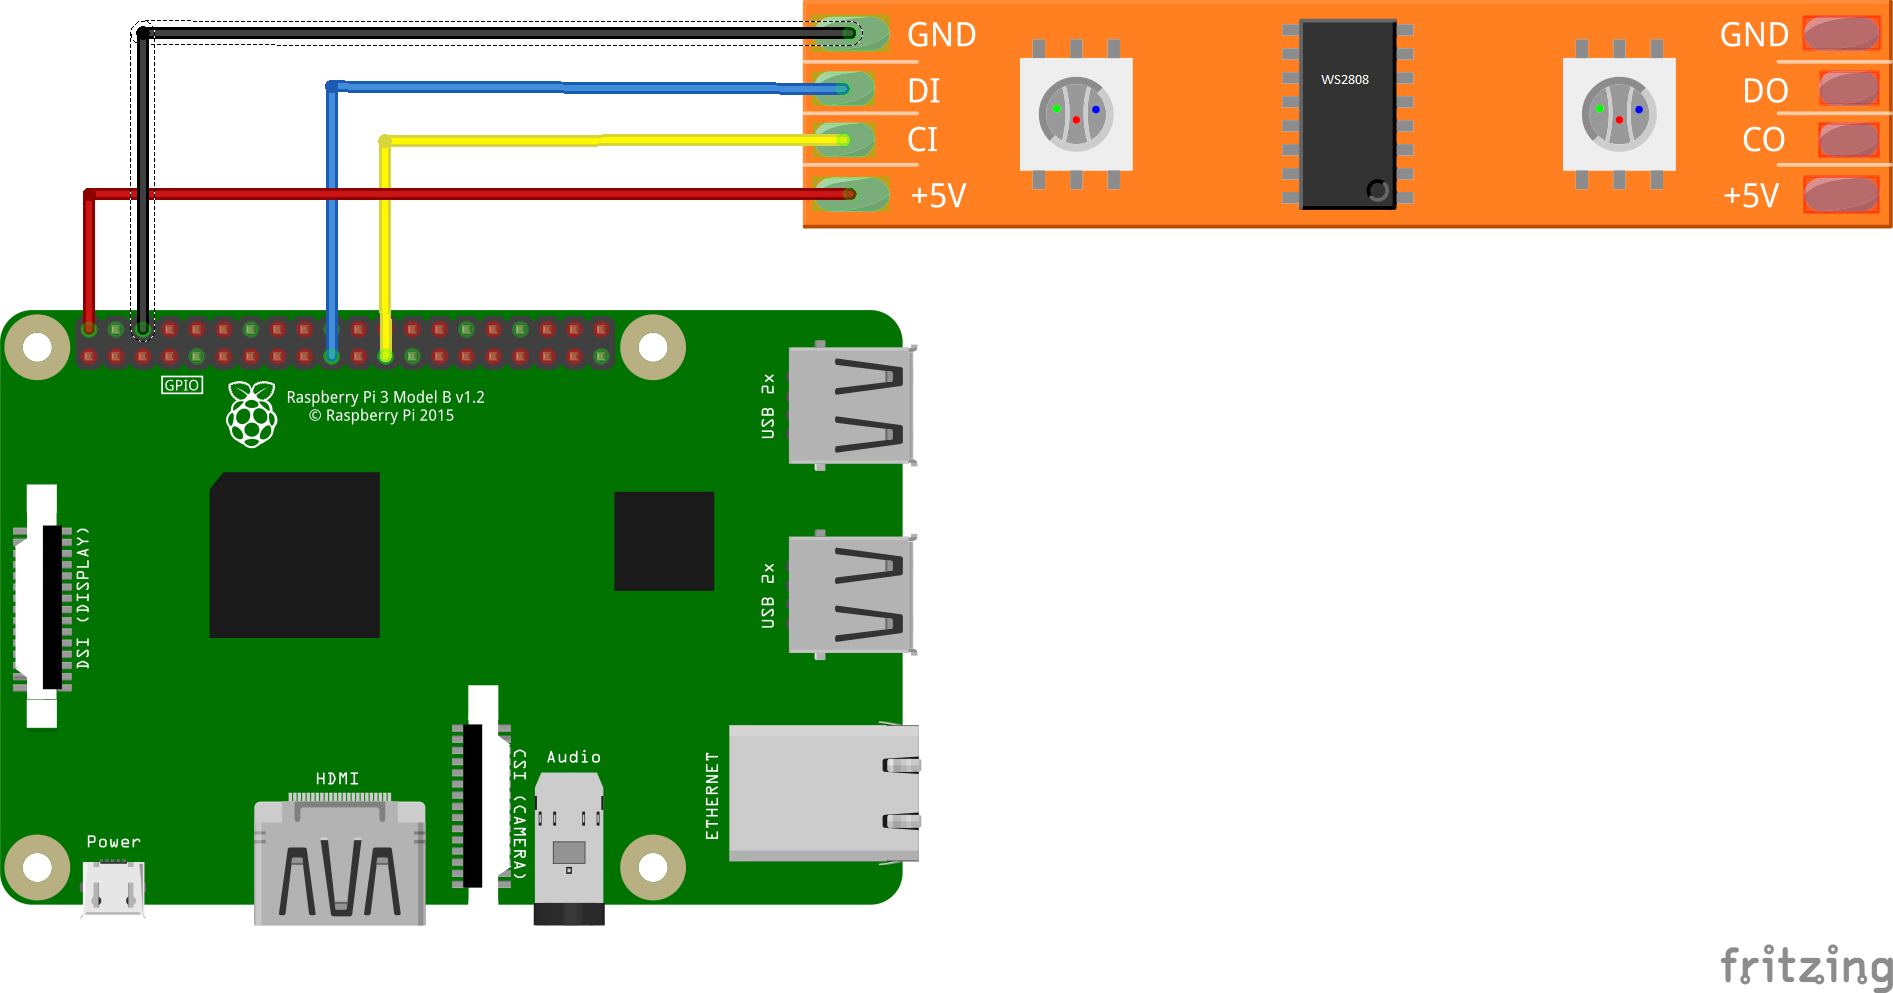 GND
DI
CI
+5V
WS2808
GND
DO
CO
+5V
GPIO
Raspberry Pi 3 Model B v1.2
© Raspberry Pi 2015
USB 2x
USB 2x
DSI (DISPLAY)
CSI (CAMERA)
Audio
ETHERNET
HDMI
Power
fritzing